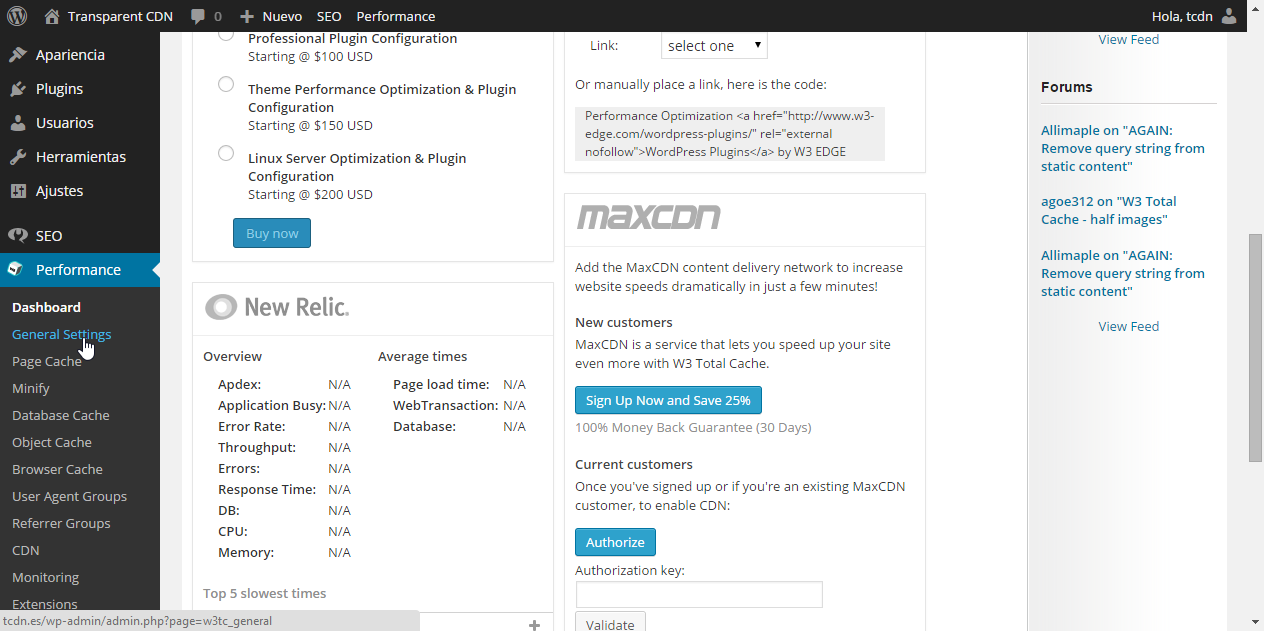 Transparent CDN
0
Nuevo
SEO
Performance
Hola, tcdn
Apariencia
Plugins
Usuarios
Herramientas
Ajustes
SEO
Performance
Dashboard
General Settings
Page Cache
Minify
Database Cache
Object Cache
Browser Cache
User Agent Groups
Referrer Groups
CDN
Monitoring
Extensions
tcdn.es/wp-admin/admin.php?page=w3tc_general
Professional Plugin Configuration
Starting @ $100 USD
Theme Performance Optimization & Plugin
Configuration
Starting @ $150 USD
Linux Server Optimization & Plugin
Configuration
Starting @ $200 USD
Buy now
New Relic.
Overview
Apdex: N/A
Application Busy: N/A
Error Rate: N/A
Throughput: N/A
Errors: N/A
Response Time: N/A
DB: N/A
CPU: N/A
Memory: N/A
Average times
Page load time: N/A
WebTransaction: N/A
Database: N/A
Top 5 slowest times
Link: select one
Or manually place a link, here is the code:
Performance Optimization <a href="http://www.w3-
edge.com/wordpress-plugins/" rel="external
nofollow">WordPress Plugins</a> by W3 EDGE
maxcdn
Add the MaxCDN content delivery network to increase
website speeds dramatically in just a few minutes!
New customers
MaxCDN is a service that lets you speed up your site
even more with W3 Total Cache.
Sign Up Now and Save 25%
100% Money Back Guarantee (30 Days)
Current customers
Once you've signed up or if you're an existing MaxCDN
customer, to enable CDN:
Authorize
Authorization key:
Validate
View Feed
Forums
Allimaple on "AGAIN:
Remove query string from
static content"
agoe312 on "W3 Total
Cache - half images"
Allimaple on "AGAIN:
Remove query string from
static content"
View Feed